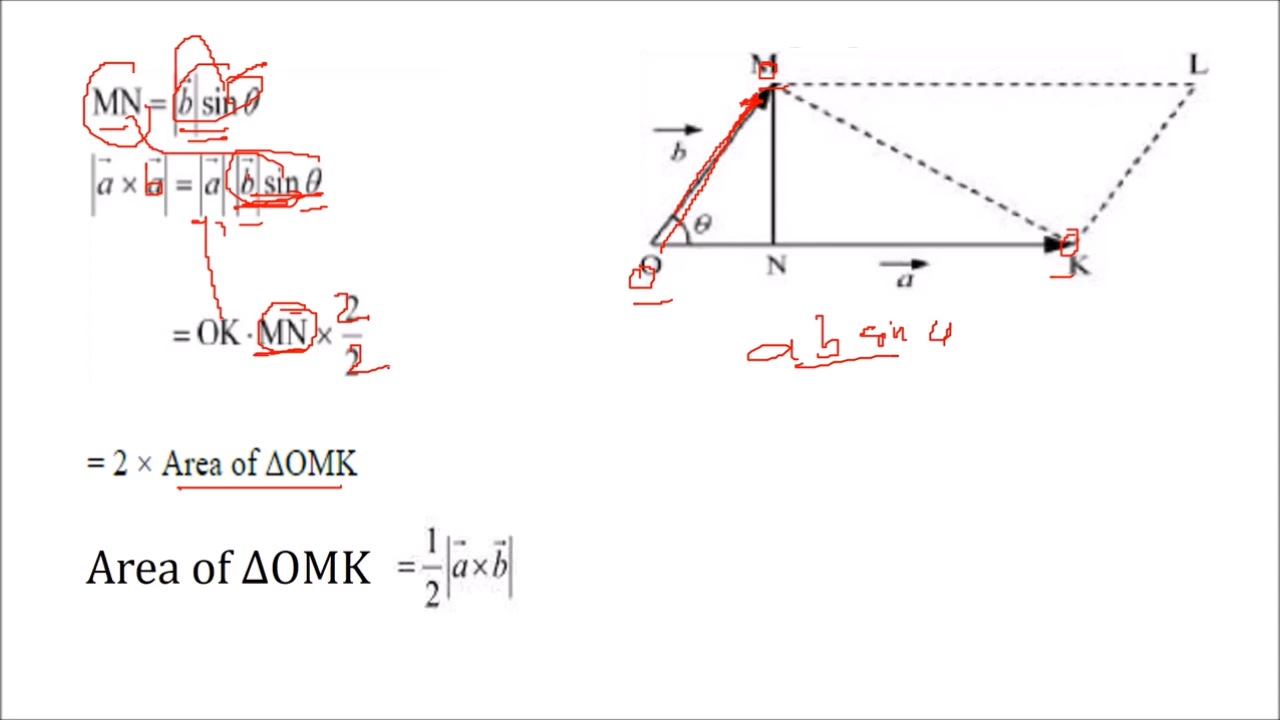 MN = |b⃗| sin θ
|a⃗ × a⃗| = |a⃗| |b⃗| sin θ
b
= OK · MN × 2/2
= 2 × Area of ΔOMK
Area of ΔOMK = 1/2 |a⃗ × b⃗|
M L
b⃗
θ
O N K
a⃗
a b sin